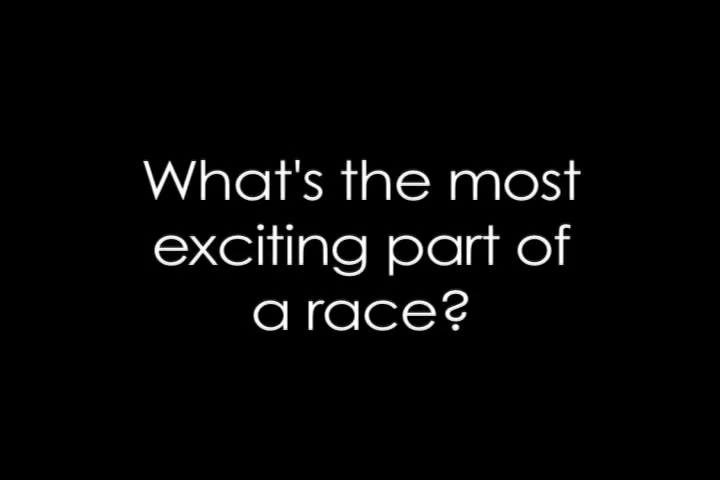 What's the most
exciting part of
a race?